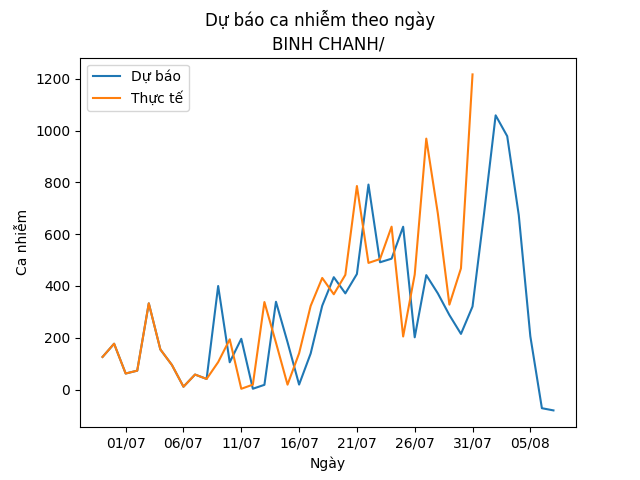 Dự báo ca nhiễm theo ngày
BINH CHANH/
Dự báo
Thực tế
Ca nhiễm
1200
1000
800
600
400
200
0
01/07 06/07 11/07 16/07 21/07 26/07 31/07 05/08
Ngày